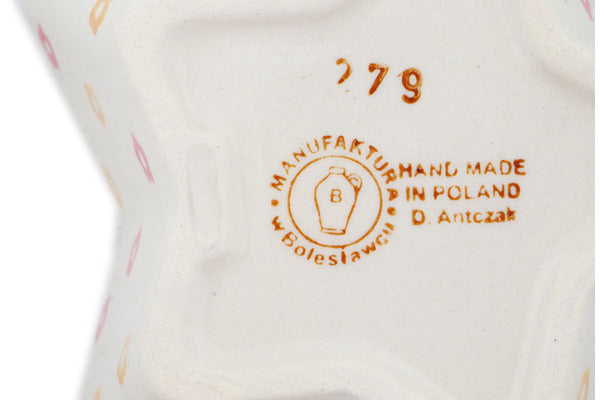 279
MANUFAKTURA
w Bolesławcu
B
HAND MADE
IN POLAND
D. Antczak